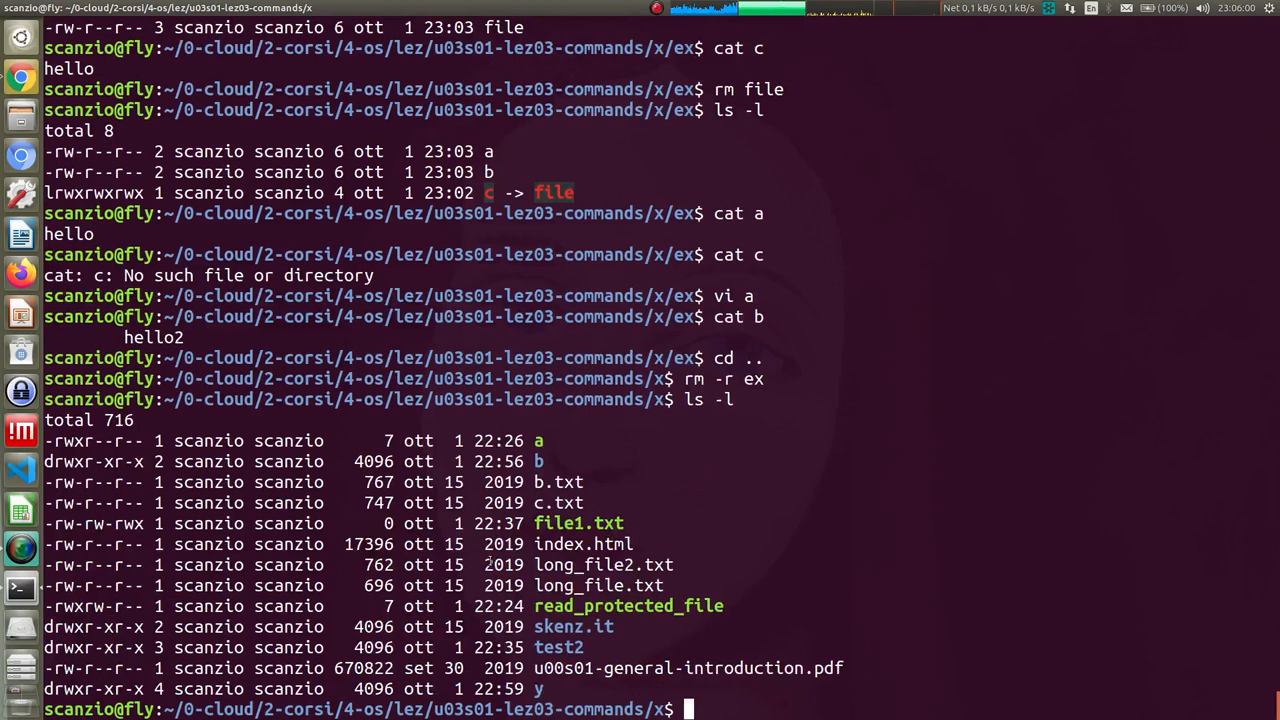 scanzio@fly: ~/0-cloud/2-corsi/4-os/lez/u03s01-lez03-commands/x
Net 0,1 kB/s 0,1 kB/s En (100%) 23:06:00
-rw-r--r-- 3 scanzio scanzio 6 ott  1 23:03 file
scanzio@fly:~/0-cloud/2-corsi/4-os/lez/u03s01-lez03-commands/x/ex$ cat c
hello
scanzio@fly:~/0-cloud/2-corsi/4-os/lez/u03s01-lez03-commands/x/ex$ rm file
scanzio@fly:~/0-cloud/2-corsi/4-os/lez/u03s01-lez03-commands/x/ex$ ls -l
total 8
-rw-r--r-- 2 scanzio scanzio 6 ott  1 23:03 a
-rw-r--r-- 2 scanzio scanzio 6 ott  1 23:03 b
lrwxrwxrwx 1 scanzio scanzio 4 ott  1 23:02 c -> file
scanzio@fly:~/0-cloud/2-corsi/4-os/lez/u03s01-lez03-commands/x/ex$ cat a
hello
scanzio@fly:~/0-cloud/2-corsi/4-os/lez/u03s01-lez03-commands/x/ex$ cat c
cat: c: No such file or directory
scanzio@fly:~/0-cloud/2-corsi/4-os/lez/u03s01-lez03-commands/x/ex$ vi a
scanzio@fly:~/0-cloud/2-corsi/4-os/lez/u03s01-lez03-commands/x/ex$ cat b
        hello2
scanzio@fly:~/0-cloud/2-corsi/4-os/lez/u03s01-lez03-commands/x/ex$ cd ..
scanzio@fly:~/0-cloud/2-corsi/4-os/lez/u03s01-lez03-commands/x$ rm -r ex
scanzio@fly:~/0-cloud/2-corsi/4-os/lez/u03s01-lez03-commands/x$ ls -l
total 716
-rwxr--r-- 1 scanzio scanzio      7 ott  1 22:26 a
drwxr-xr-x 2 scanzio scanzio   4096 ott  1 22:56 b
-rw-r--r-- 1 scanzio scanzio    767 ott 15  2019 b.txt
-rw-r--r-- 1 scanzio scanzio    747 ott 15  2019 c.txt
-rw-rw-rwx 1 scanzio scanzio      0 ott  1 22:37 file1.txt
-rw-r--r-- 1 scanzio scanzio  17396 ott 15  2019 index.html
-rw-r--r-- 1 scanzio scanzio    762 ott 15  2019 long_file2.txt
-rw-r--r-- 1 scanzio scanzio    696 ott 15  2019 long_file.txt
-rwxrw-r-- 1 scanzio scanzio      7 ott  1 22:24 read_protected_file
drwxr-xr-x 2 scanzio scanzio   4096 ott 15  2019 skenz.it
drwxr-xr-x 3 scanzio scanzio   4096 ott  1 22:35 test2
-rw-r--r-- 1 scanzio scanzio 670822 set 30  2019 u00s01-general-introduction.pdf
drwxr-xr-x 4 scanzio scanzio   4096 ott  1 22:59 y
scanzio@fly:~/0-cloud/2-corsi/4-os/lez/u03s01-lez03-commands/x$